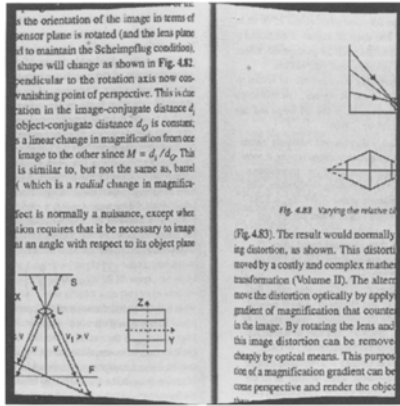 s the orientation of the image in terms of
ensor plane is rotated (and the lens plane
d to maintain the Scheimpflug condition),
shape will change as shown in Fig. 4.82.
pendicular to the rotation axis now con-
vanishing point of perspective. This is due
ration in the image-conjugate distance d
object-conjugate distance dO is constant;
s a linear change in magnification from one
image to the other since M = di/dO. This
is similar to, but not the same as, barrel
which is a radial change in magnifica-
fect is normally a nuisance, except when
sion requires that it be necessary to image
at an angle with respect to its object plane
X
S
L
v
v
v1 > v
F
Z
Y
Fig. 4.83 Varying the relative
(Fig. 4.83). The result would normally
ing distortion, as shown. This distorti
moved by a costly and complex mathe
transformation (Volume II). The altern
move the distortion optically by apply
gradient of magnification that counte
in the image. By rotating the lens and
this image distortion can be remove
cheaply by optical means. This purpos
tion of a magnification gradient can be
come perspective and render the objec